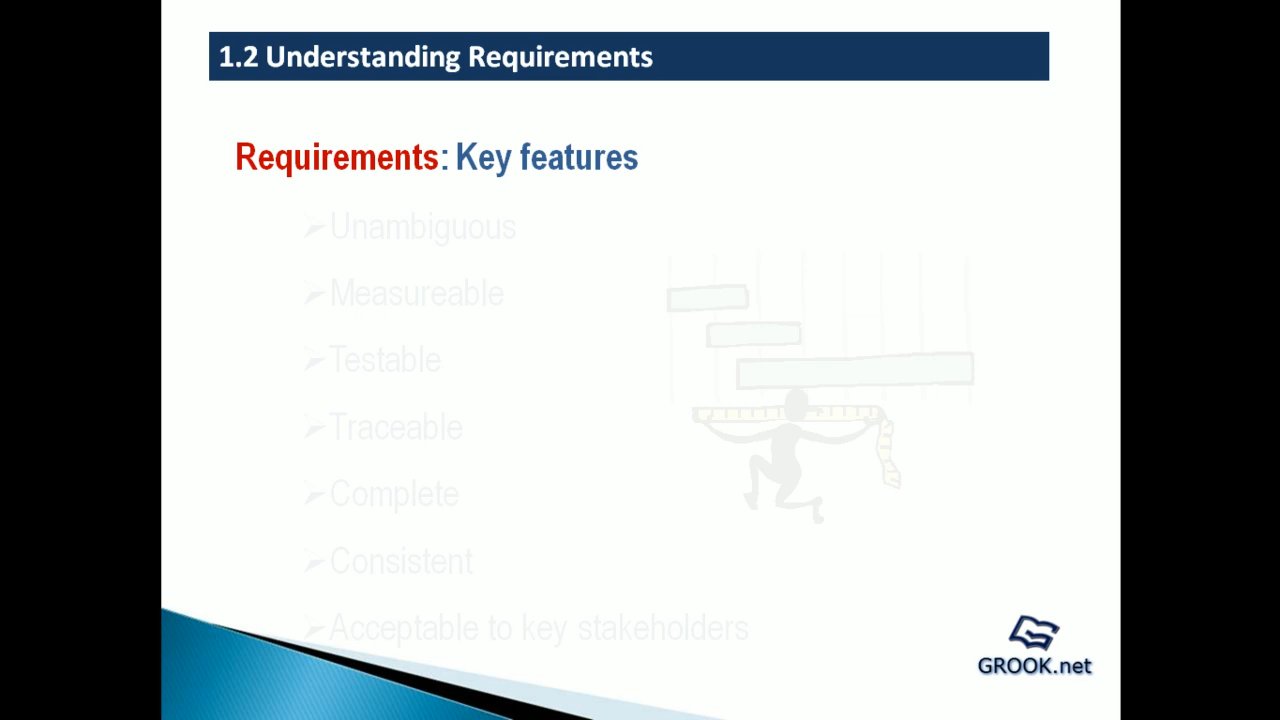 1.2 Understanding Requirements
Requirements: Key features
Unambiguous
Measureable
Testable
Traceable
Complete
Consistent
Acceptable to key stakeholders
GROOK.net